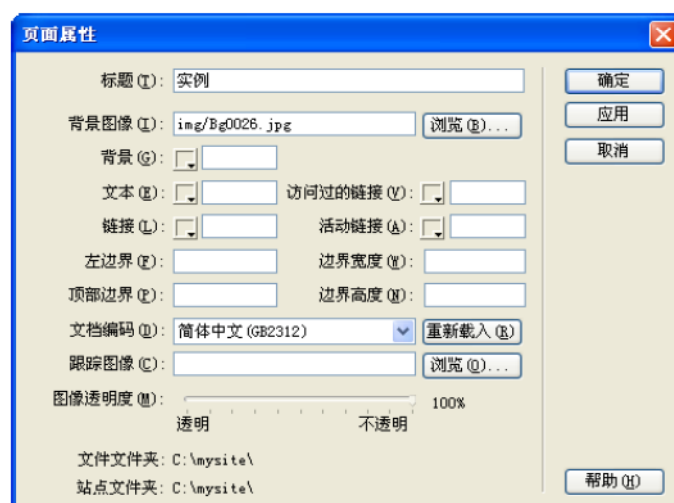 页面属性
标题(T): 实例 确定
背景图像(I): img/Bg0026.jpg 浏览(B)... 应用
背景(G): 取消
文本(E): 访问过的链接(V):
链接(L): 活动链接(A):
左边界(F): 边界宽度(W):
顶部边界(P): 边界高度(N):
文档编码(D): 简体中文(GB2312) 重新载入(R)
跟踪图像(C): 浏览(O)...
图像透明度(M): 100%
透明 不透明
文件文件夹: C:\mysite\
站点文件夹: C:\mysite\ 帮助(H)